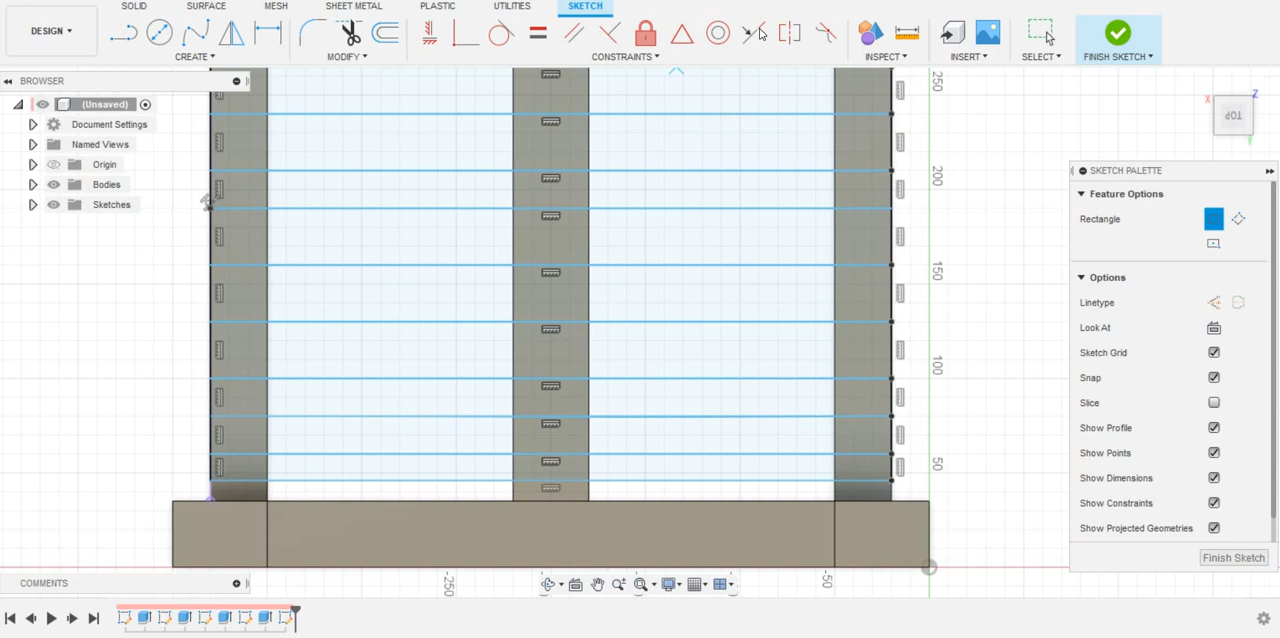 SOLID SURFACE MESH SHEET METAL PLASTIC UTILITIES SKETCH
DESIGN
CREATE MODIFY CONSTRAINTS INSPECT INSERT SELECT FINISH SKETCH
BROWSER
(Unsaved)
Document Settings
Named Views
Origin
Bodies
Sketches
250
200
150
100
50
-250
-50
X
Z
TOP
SKETCH PALETTE
Feature Options
Rectangle
Options
Linetype
Look At
Sketch Grid
Snap
Slice
Show Profile
Show Points
Show Dimensions
Show Constraints
Show Projected Geometries
Finish Sketch
COMMENTS